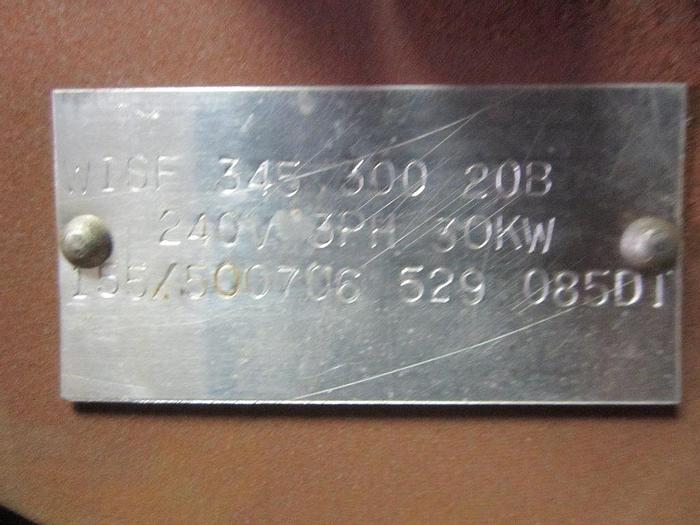 WISF 345 300 20B
240V 3PH 30KW
155/500706 529 085DT